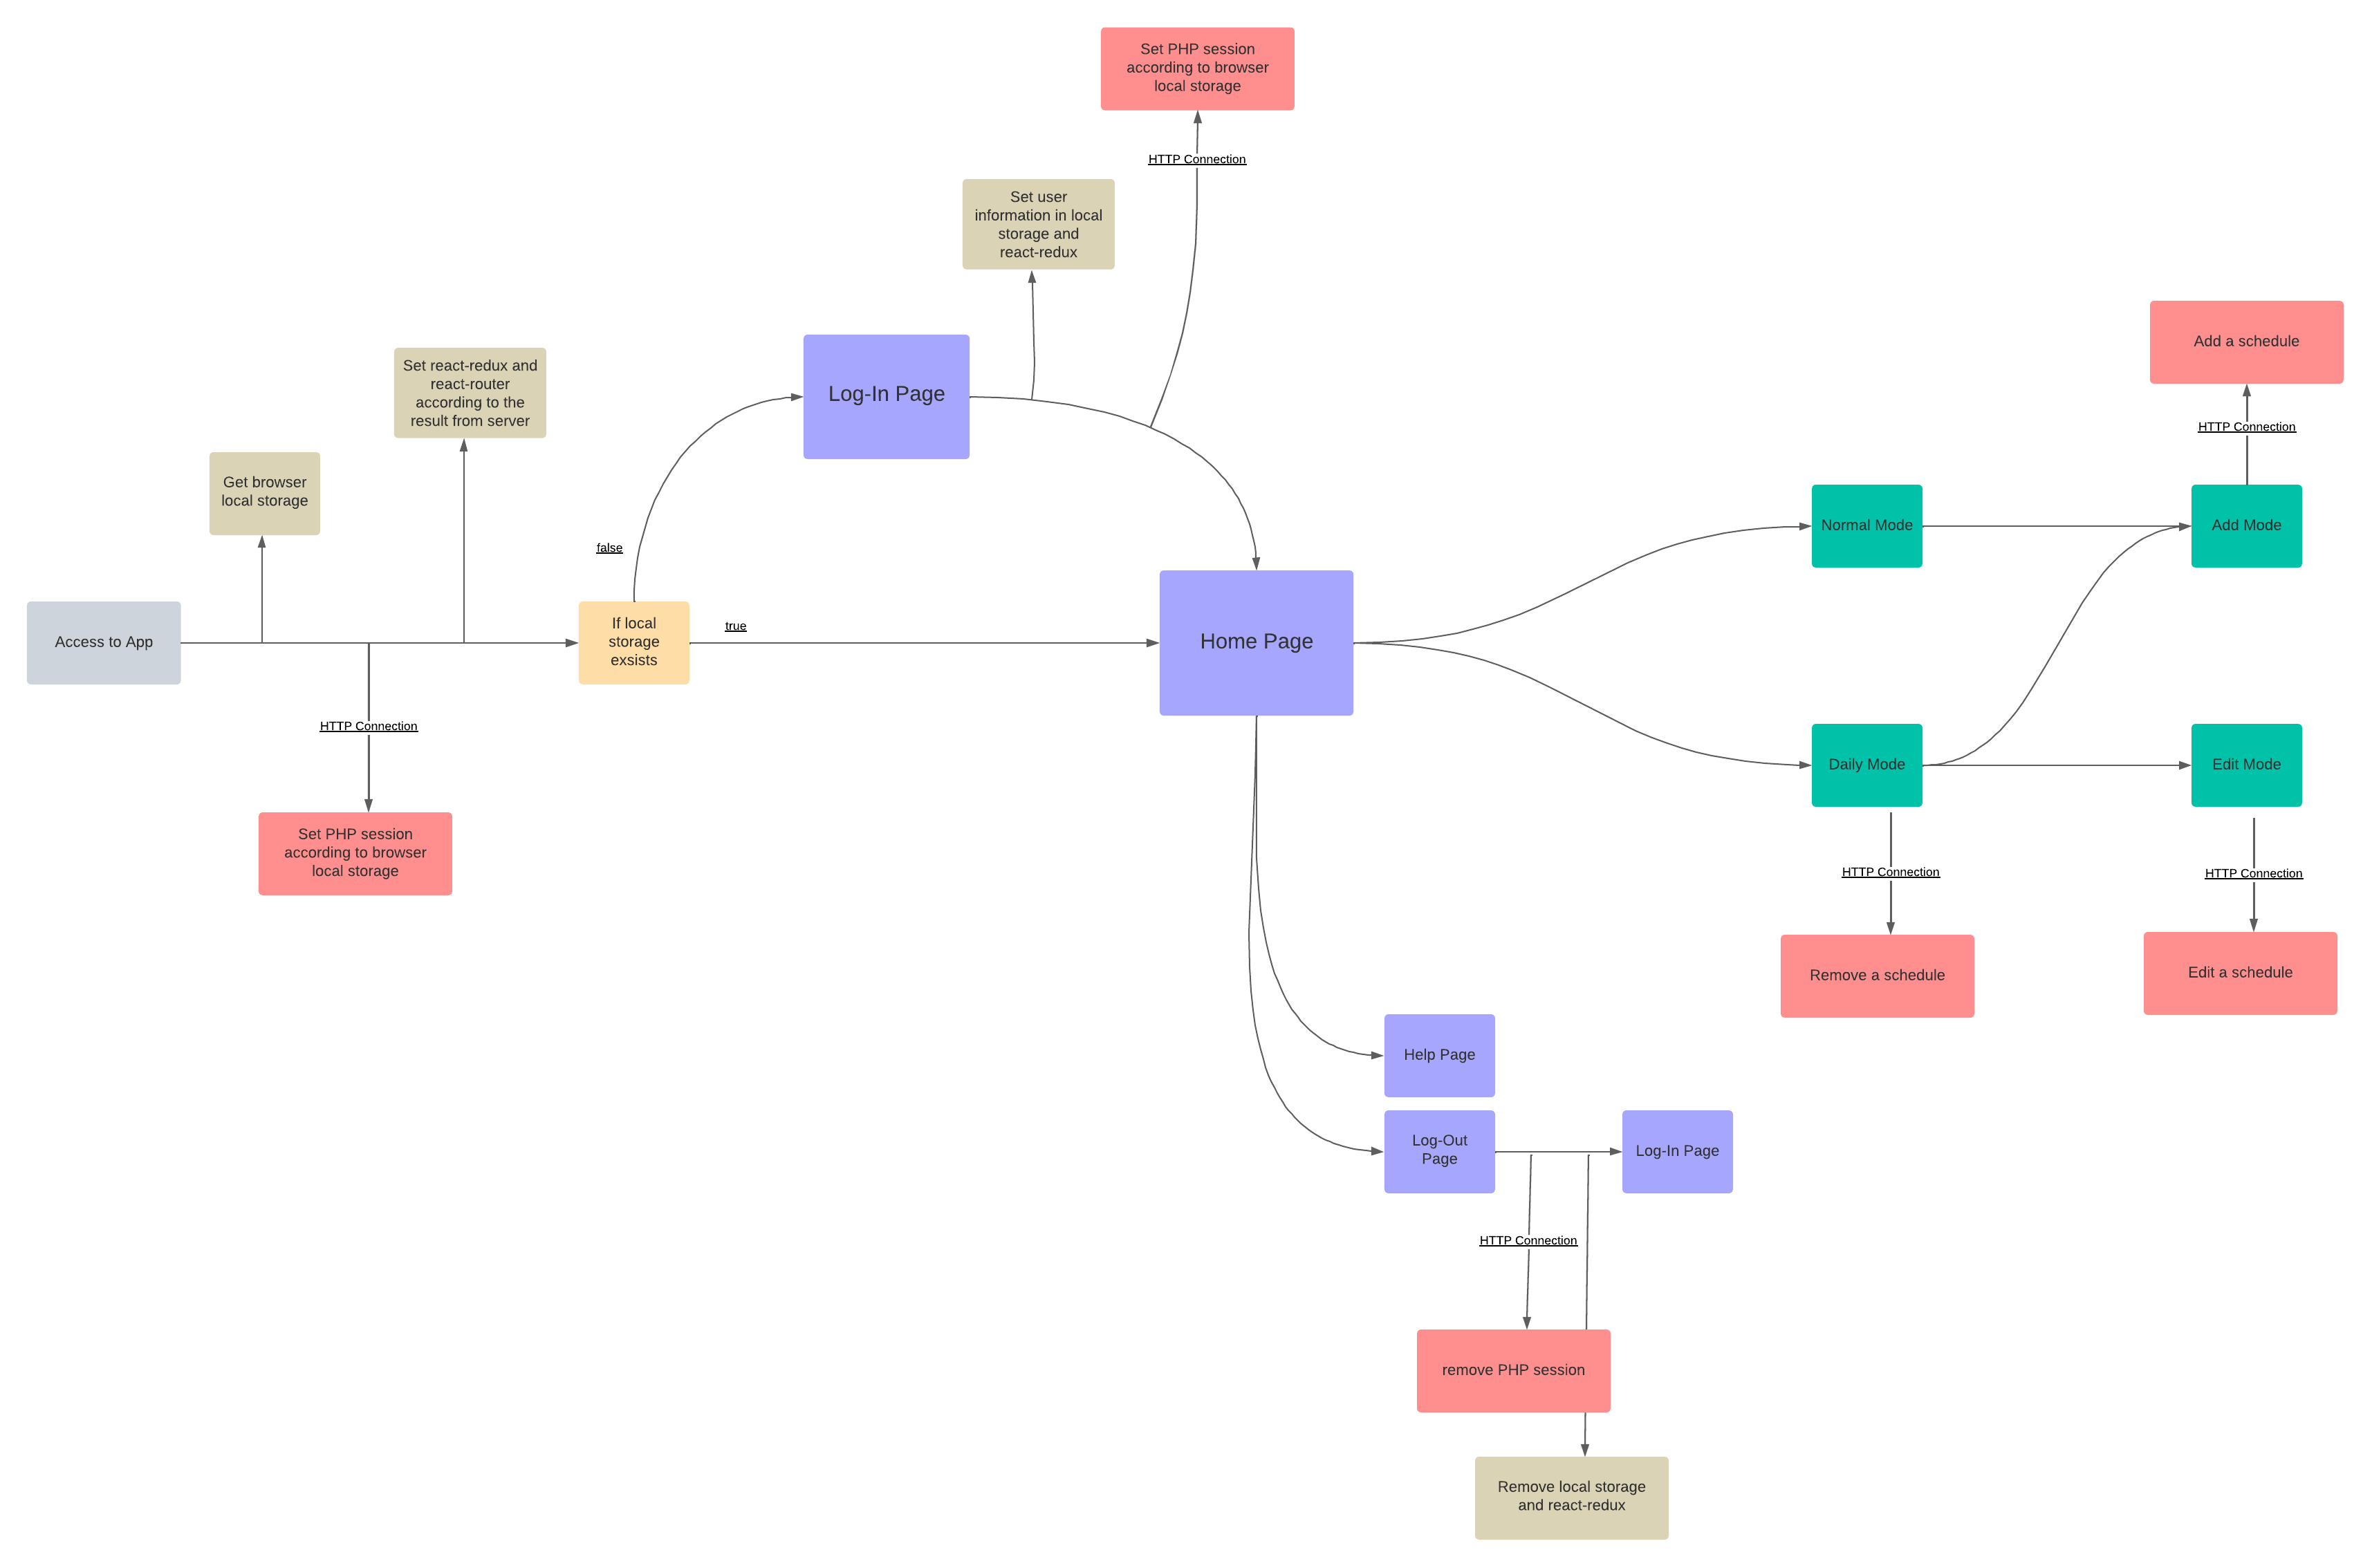 Set PHP session
according to browser
local storage
HTTP Connection
Set user
information in local
storage and
react-redux
Add a schedule
HTTP Connection
Log-In Page
Set react-redux and
react-router
according to the
result from server
Get browser
local storage
Normal Mode
Add Mode
false
true
Access to App
If local
storage
exsists
Home Page
HTTP Connection
Daily Mode
Edit Mode
Set PHP session
according to browser
local storage
HTTP Connection
HTTP Connection
Remove a schedule
Edit a schedule
Help Page
Log-Out
Page
Log-In Page
HTTP Connection
remove PHP session
Remove local storage
and react-redux